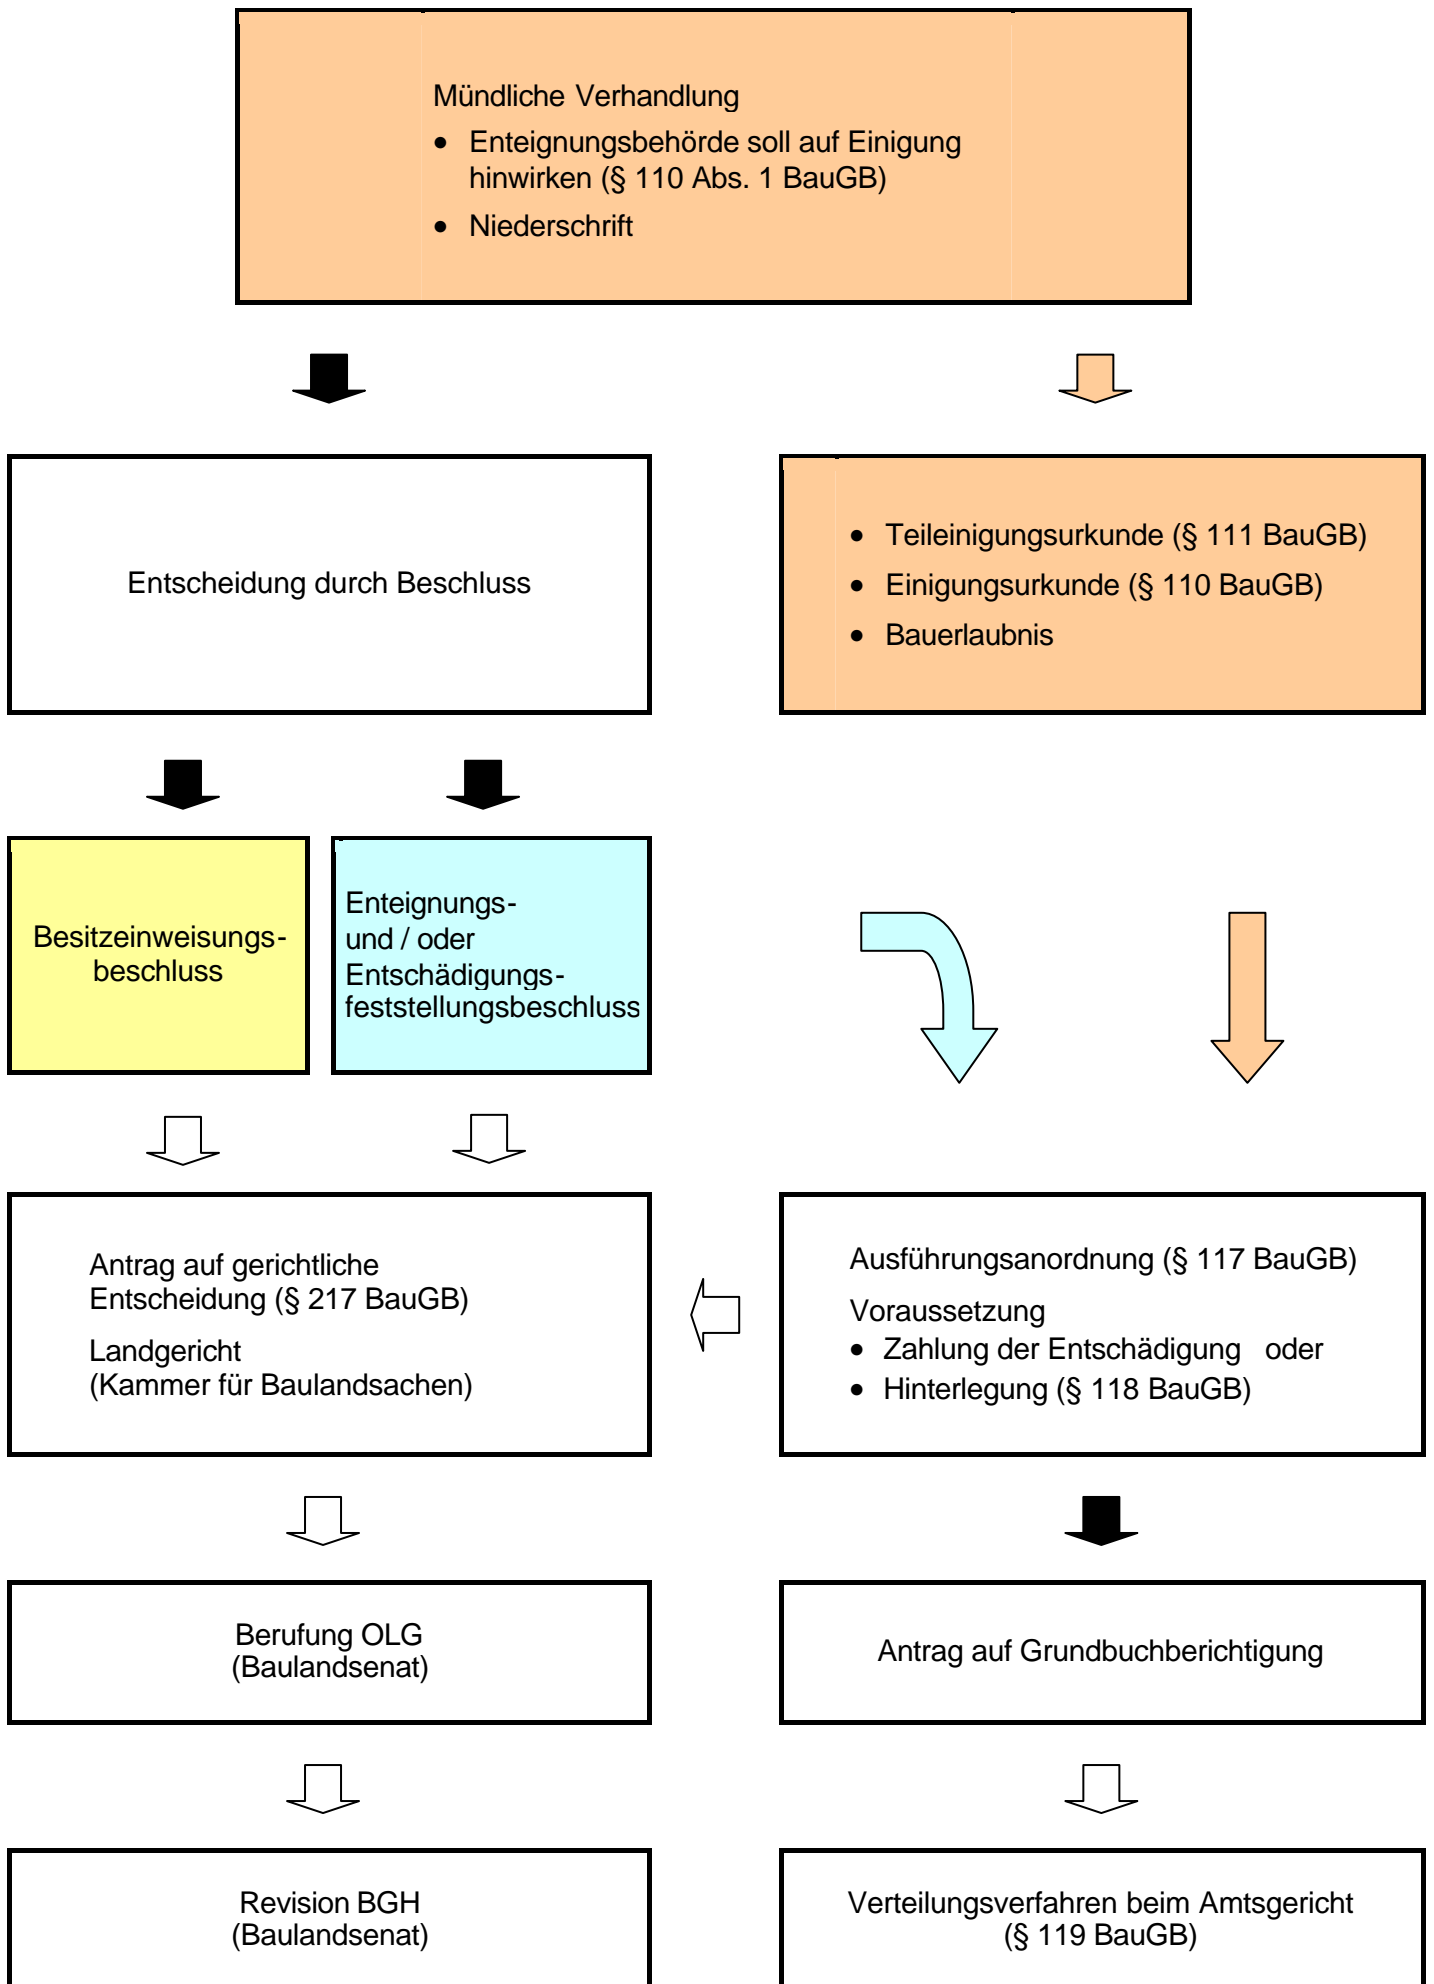 Mündliche Verhandlung
• Enteignungsbehörde soll auf Einigung
hinwirken (§ 110 Abs. 1 BauGB)
• Niederschrift
Entscheidung durch Beschluss
• Teileinigungsurkunde (§ 111 BauGB)
• Einigungsurkunde (§ 110 BauGB)
• Bauerlaubnis
Besitzeinweisungs-
beschluss
Enteignungs-
und / oder
Entschädigungs-
feststellungsbeschluss
Antrag auf gerichtliche
Entscheidung (§ 217 BauGB)
Landgericht
(Kammer für Baulandsachen)
Ausführungsanordnung (§ 117 BauGB)
Voraussetzung
• Zahlung der Entschädigung oder
• Hinterlegung (§ 118 BauGB)
Berufung OLG
(Baulandsenat)
Antrag auf Grundbuchberichtigung
Revision BGH
(Baulandsenat)
Verteilungsverfahren beim Amtsgericht
(§ 119 BauGB)